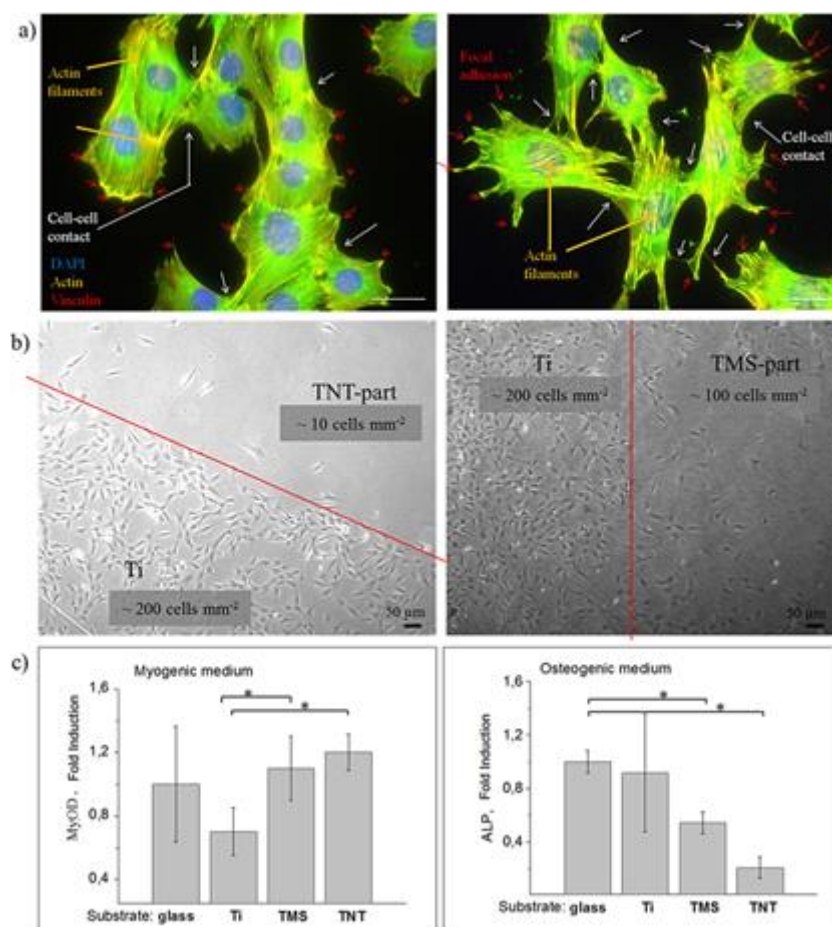 a)
Actin
filaments
Cell-cell
contact
DAPI
Actin
Vinculin
Focal
adhesion
Cell-cell
contact
Actin
filaments
b)
TNT-part
~ 10 cells mm-2
Ti
~ 200 cells mm-2
50 μm
Ti
~ 200 cells mm-2
TMS-part
~ 100 cells mm-2
50 μm
c)
Myogenic medium
1,6
1,2
0,8
0,4
MyOD, Fold Induction
*
*
Substrate: glass Ti TMS TNT
Osteogenic medium
1,6
1,2
0,8
0,4
ALP, Fold Induction
*
*
Substrate: glass Ti TMS TNT